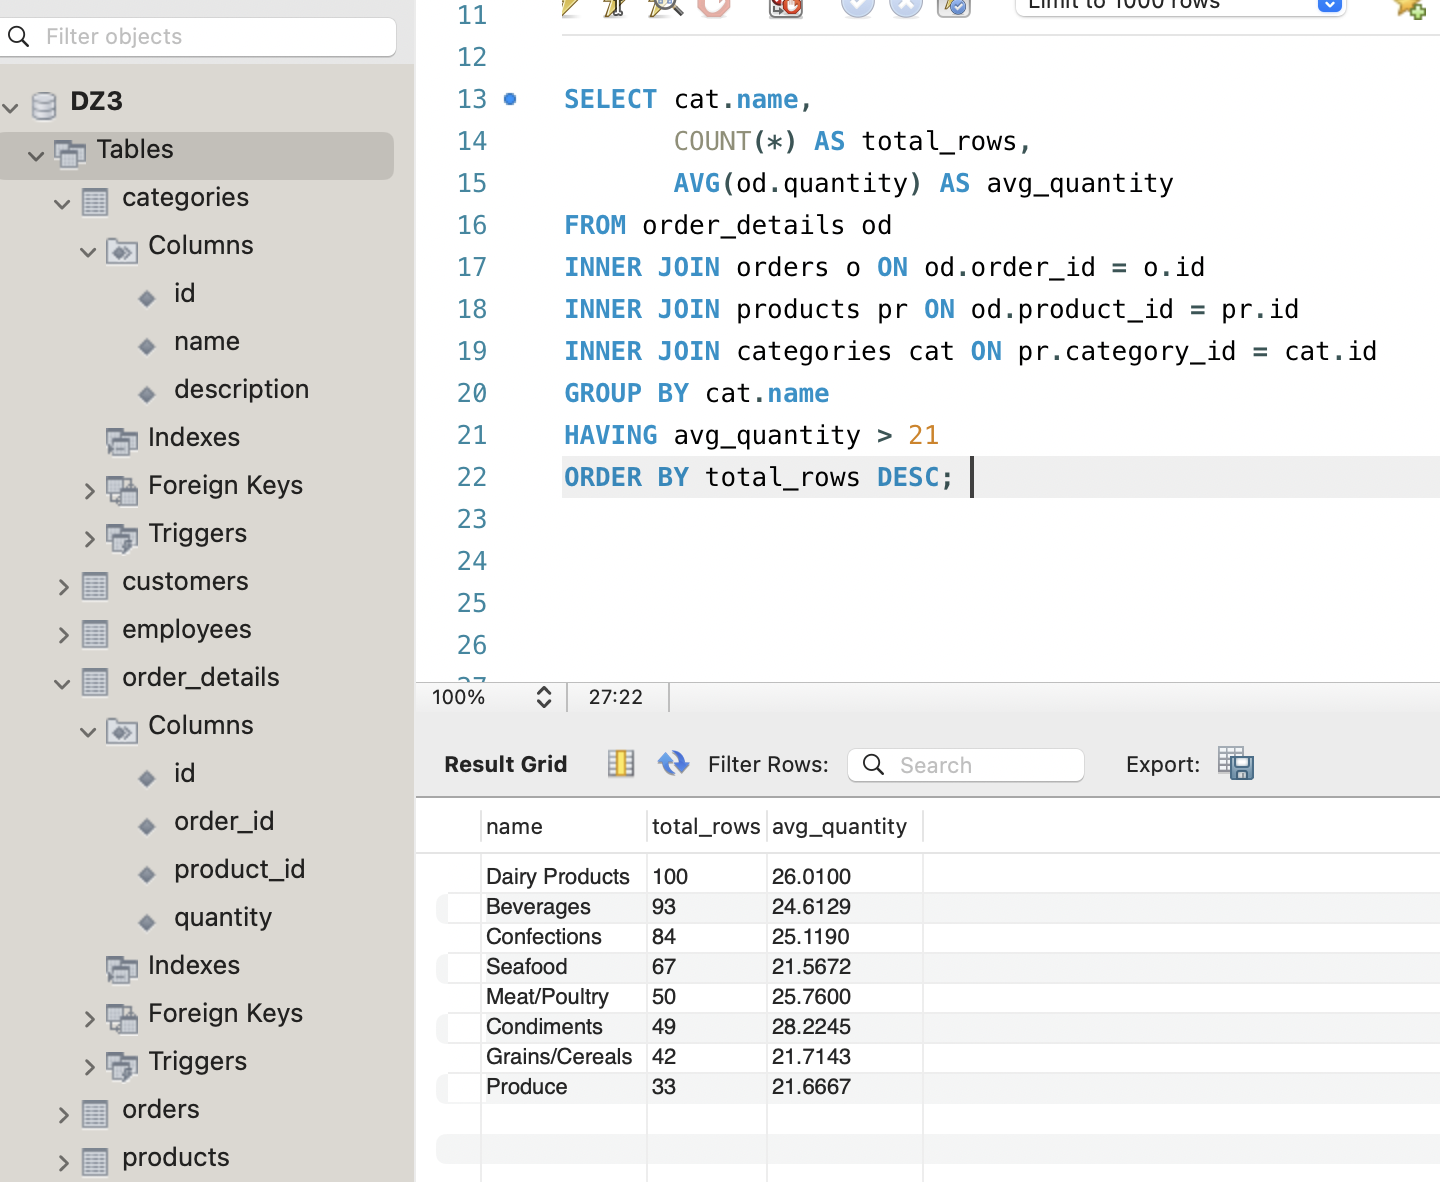 Filter objects
DZ3
Tables
categories
Columns
id
name
description
Indexes
Foreign Keys
Triggers
customers
employees
order_details
Columns
id
order_id
product_id
quantity
Indexes
Foreign Keys
Triggers
orders
products
Limit to 1000 rows
11
12
13 SELECT cat.name,
14 COUNT(*) AS total_rows,
15 AVG(od.quantity) AS avg_quantity
16 FROM order_details od
17 INNER JOIN orders o ON od.order_id = o.id
18 INNER JOIN products pr ON od.product_id = pr.id
19 INNER JOIN categories cat ON pr.category_id = cat.id
20 GROUP BY cat.name
21 HAVING avg_quantity > 21
22 ORDER BY total_rows DESC;
23
24
25
26
27
100% 27:22
Result Grid Filter Rows: Search Export:
name total_rows avg_quantity
Dairy Products 100 26.0100
Beverages 93 24.6129
Confections 84 25.1190
Seafood 67 21.5672
Meat/Poultry 50 25.7600
Condiments 49 28.2245
Grains/Cereals 42 21.7143
Produce 33 21.6667